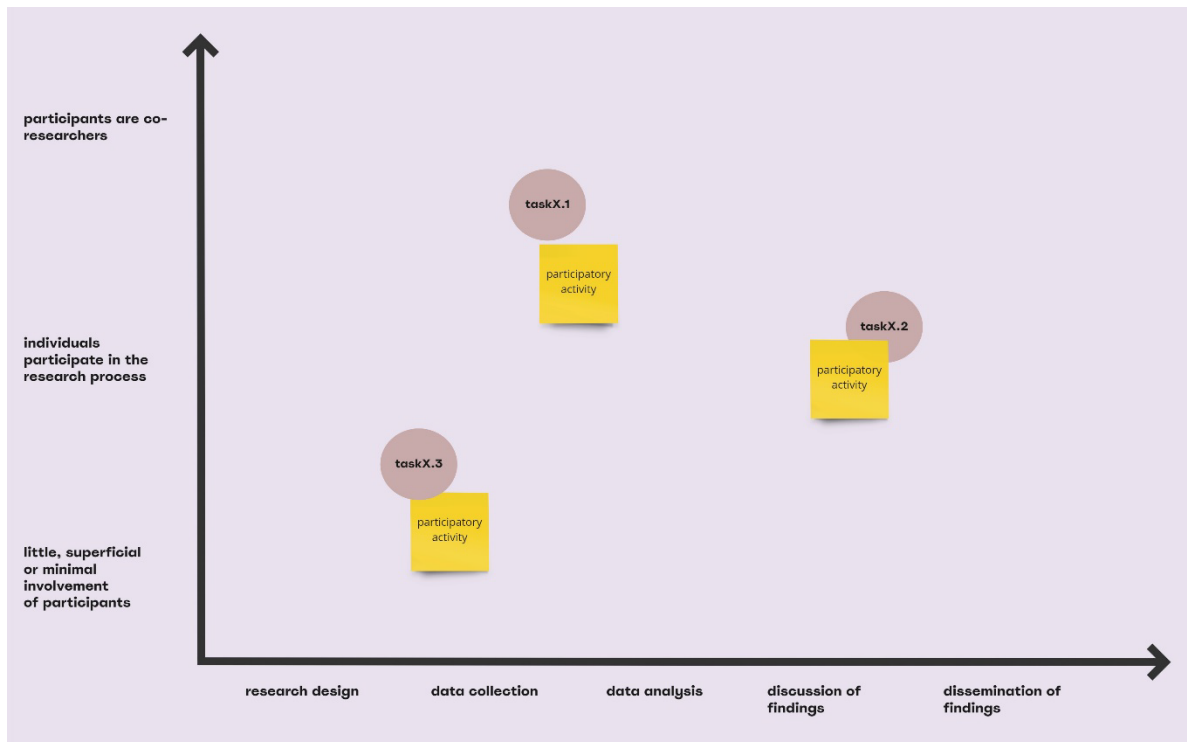 participants are co-
researchers
taskX.1
participatory
activity
individuals
participate in the
research process
taskX.2
participatory
activity
taskX.3
participatory
activity
little, superficial
or minimal
involvement
of participants
research design
data collection
data analysis
discussion of
findings
dissemination of
findings